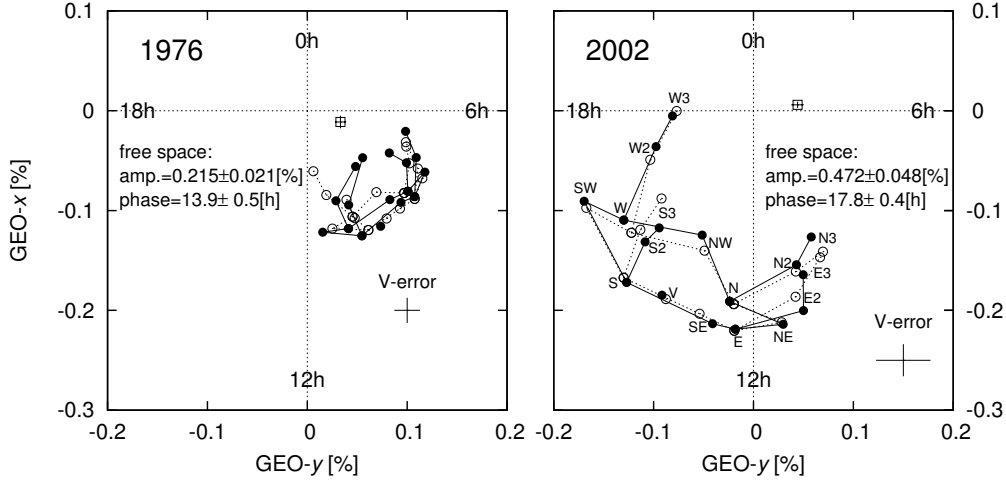 0.1
0
-0.1
-0.2
-0.3
GEO-x [%]
1976
0h
18h
6h
free space:
amp.=0.215±0.021[%]
phase=13.9± 0.5[h]
V-error
12h
-0.2 -0.1 0 0.1 0.2
GEO-y [%]
2002
0h
18h
6h
free space:
amp.=0.472±0.048[%]
phase=17.8± 0.4[h]
W3
W2
SW
W
S3
S2
NW
S
V
N
N2
N3
E3
E2
SE
E
NE
V-error
12h
-0.2 -0.1 0 0.1 0.2
GEO-y [%]
0.1
0
-0.1
-0.2
-0.3